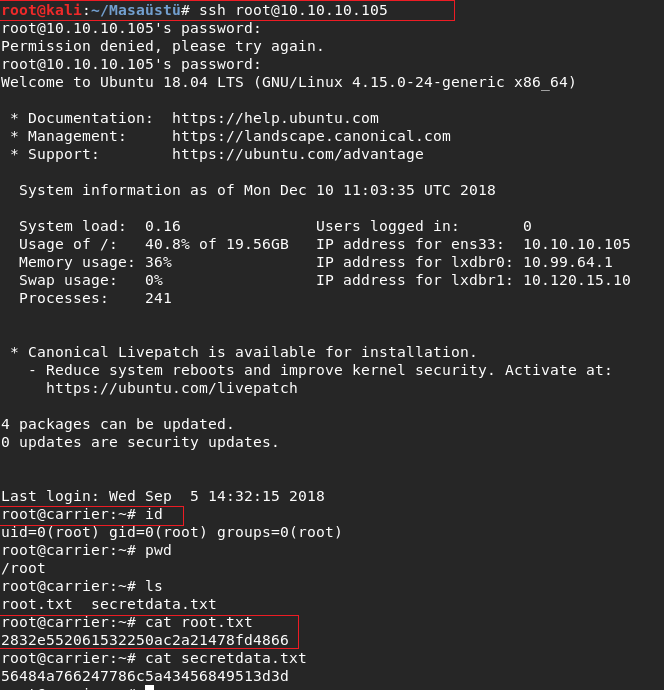 root@kali:~/Masaüstü# ssh root@10.10.10.105
root@10.10.10.105's password:
Permission denied, please try again.
root@10.10.10.105's password:
Welcome to Ubuntu 18.04 LTS (GNU/Linux 4.15.0-24-generic x86_64)
* Documentation:  https://help.ubuntu.com
* Management:     https://landscape.canonical.com
* Support:        https://ubuntu.com/advantage
System information as of Mon Dec 10 11:03:35 UTC 2018
System load:  0.16               Users logged in:       0
Usage of /:   40.8% of 19.56GB   IP address for ens33:  10.10.10.105
Memory usage: 36%                IP address for lxdbr0: 10.99.64.1
Swap usage:   0%                 IP address for lxdbr1: 10.120.15.10
Processes:    241
* Canonical Livepatch is available for installation.
- Reduce system reboots and improve kernel security. Activate at:
https://ubuntu.com/livepatch
4 packages can be updated.
0 updates are security updates.
Last login: Wed Sep  5 14:32:15 2018
root@carrier:~# id
uid=0(root) gid=0(root) groups=0(root)
root@carrier:~# pwd
/root
root@carrier:~# ls
root.txt  secretdata.txt
root@carrier:~# cat root.txt
2832e552061532250ac2a21478fd4866
root@carrier:~# cat secretdata.txt
56484a766247786c5a43456849513d3d